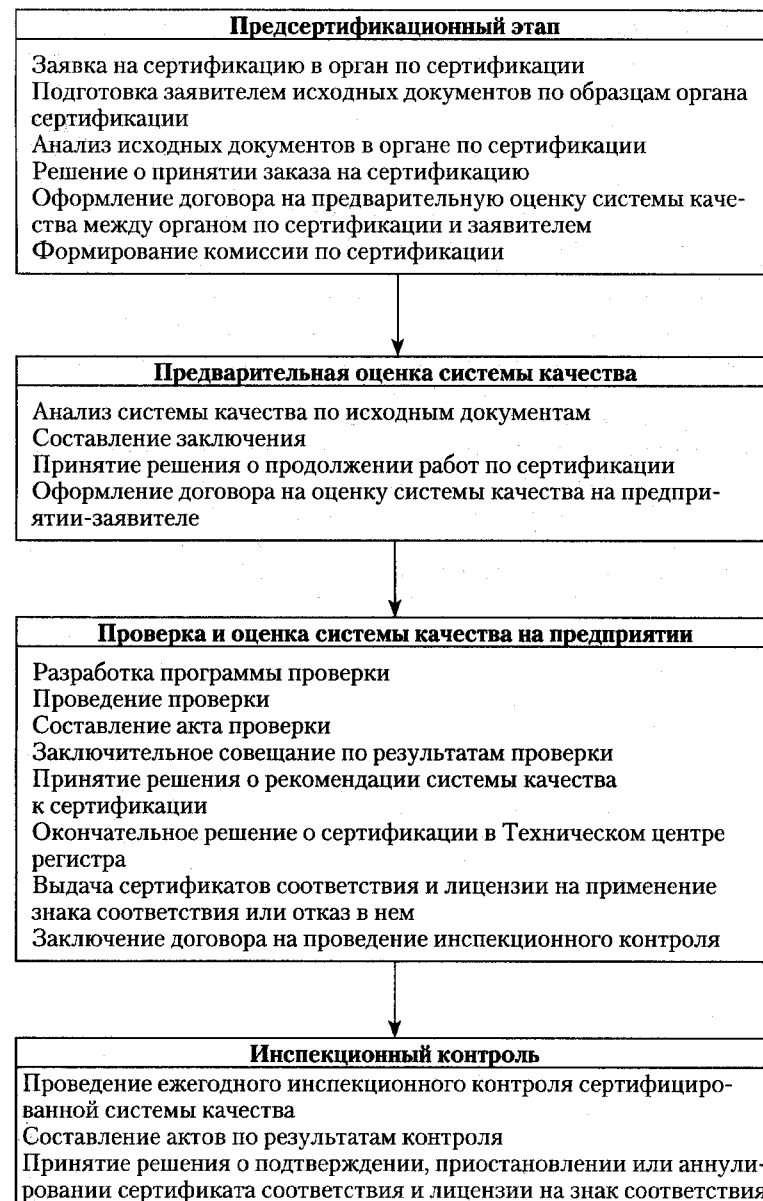 Предсертификационный этап
Заявка на сертификацию в орган по сертификации
Подготовка заявителем исходных документов по образцам органа
сертификации
Анализ исходных документов в органе по сертификации
Решение о принятии заказа на сертификацию
Оформление договора на предварительную оценку системы каче-
ства между органом по сертификации и заявителем
Формирование комиссии по сертификации
Предварительная оценка системы качества
Анализ системы качества по исходным документам
Составление заключения
Принятие решения о продолжении работ по сертификации
Оформление договора на оценку системы качества на предпри-
ятии-заявителе
Проверка и оценка системы качества на предприятии
Разработка программы проверки
Проведение проверки
Составление акта проверки
Заключительное совещание по результатам проверки
Принятие решения о рекомендации системы качества
к сертификации
Окончательное решение о сертификации в Техническом центре
регистра
Выдача сертификатов соответствия и лицензии на применение
знака соответствия или отказ в нем
Заключение договора на проведение инспекционного контроля
Инспекционный контроль
Проведение ежегодного инспекционного контроля сертифициро-
ванной системы качества
Составление актов по результатам контроля
Принятие решения о подтверждении, приостановлении или аннули-
ровании сертификата соответствия и лицензии на знак соответствия